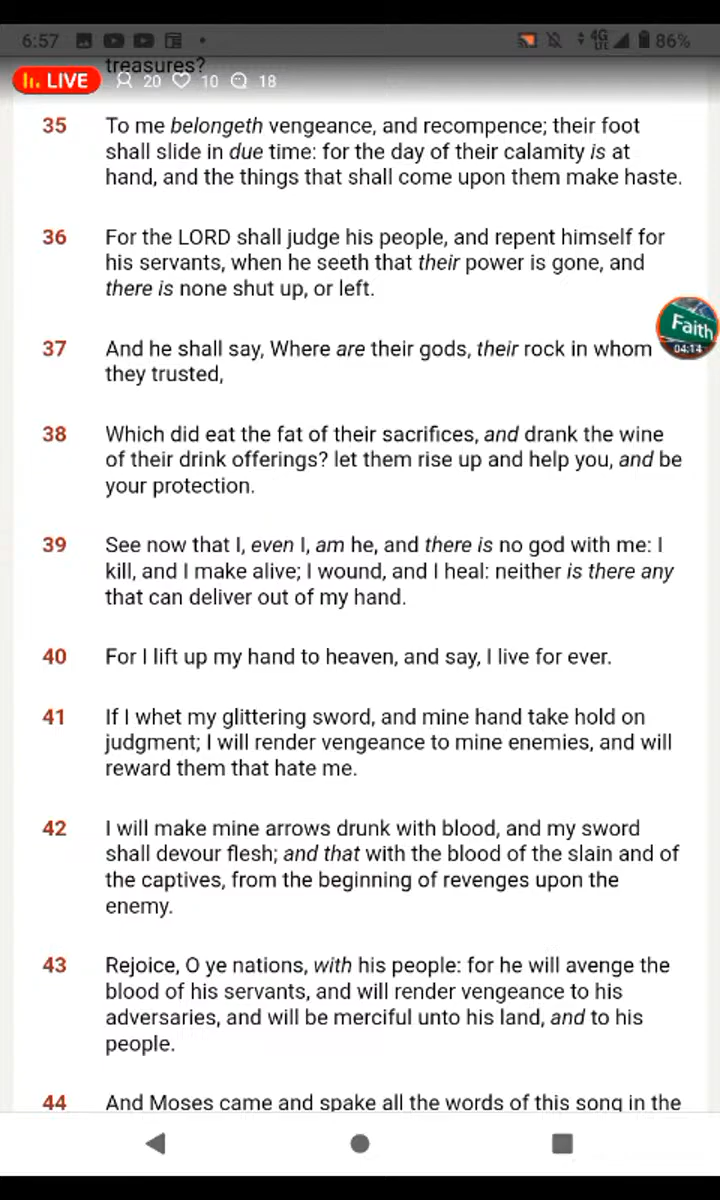 6:57
4G
LTE
86%
treasures?
LIVE 20 10 18
35 To me belongeth vengeance, and recompence; their foot
shall slide in due time: for the day of their calamity is at
hand, and the things that shall come upon them make haste.
36 For the LORD shall judge his people, and repent himself for
his servants, when he seeth that their power is gone, and
there is none shut up, or left.
Faith
04:14
37 And he shall say, Where are their gods, their rock in whom
they trusted,
38 Which did eat the fat of their sacrifices, and drank the wine
of their drink offerings? let them rise up and help you, and be
your protection.
39 See now that I, even I, am he, and there is no god with me: I
kill, and I make alive; I wound, and I heal: neither is there any
that can deliver out of my hand.
40 For I lift up my hand to heaven, and say, I live for ever.
41 If I whet my glittering sword, and mine hand take hold on
judgment; I will render vengeance to mine enemies, and will
reward them that hate me.
42 I will make mine arrows drunk with blood, and my sword
shall devour flesh; and that with the blood of the slain and of
the captives, from the beginning of revenges upon the
enemy.
43 Rejoice, O ye nations, with his people: for he will avenge the
blood of his servants, and will render vengeance to his
adversaries, and will be merciful unto his land, and to his
people.
44 And Moses came and spake all the words of this song in the